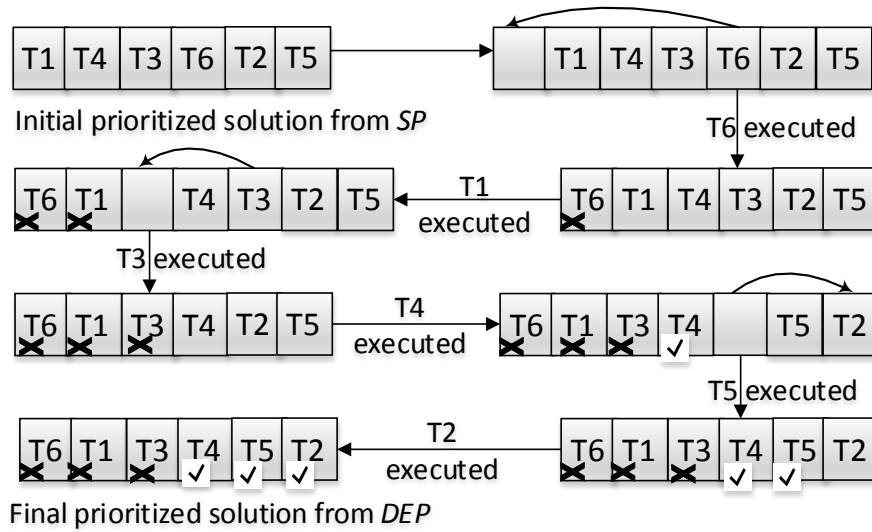 T1 T4 T3 T6 T2 T5
T1 T4 T3 T6 T2 T5
Initial prioritized solution from SP
T6 executed
T6 T1 T4 T3 T2 T5
T1
executed
T6 T1 T4 T3 T2 T5
T3 executed
T6 T1 T3 T4 T2 T5
T4
executed
T6 T1 T3 T4 T5 T2
T5 executed
T6 T1 T3 T4 T5 T2
T2
executed
T6 T1 T3 T4 T5 T2
Final prioritized solution from DEP